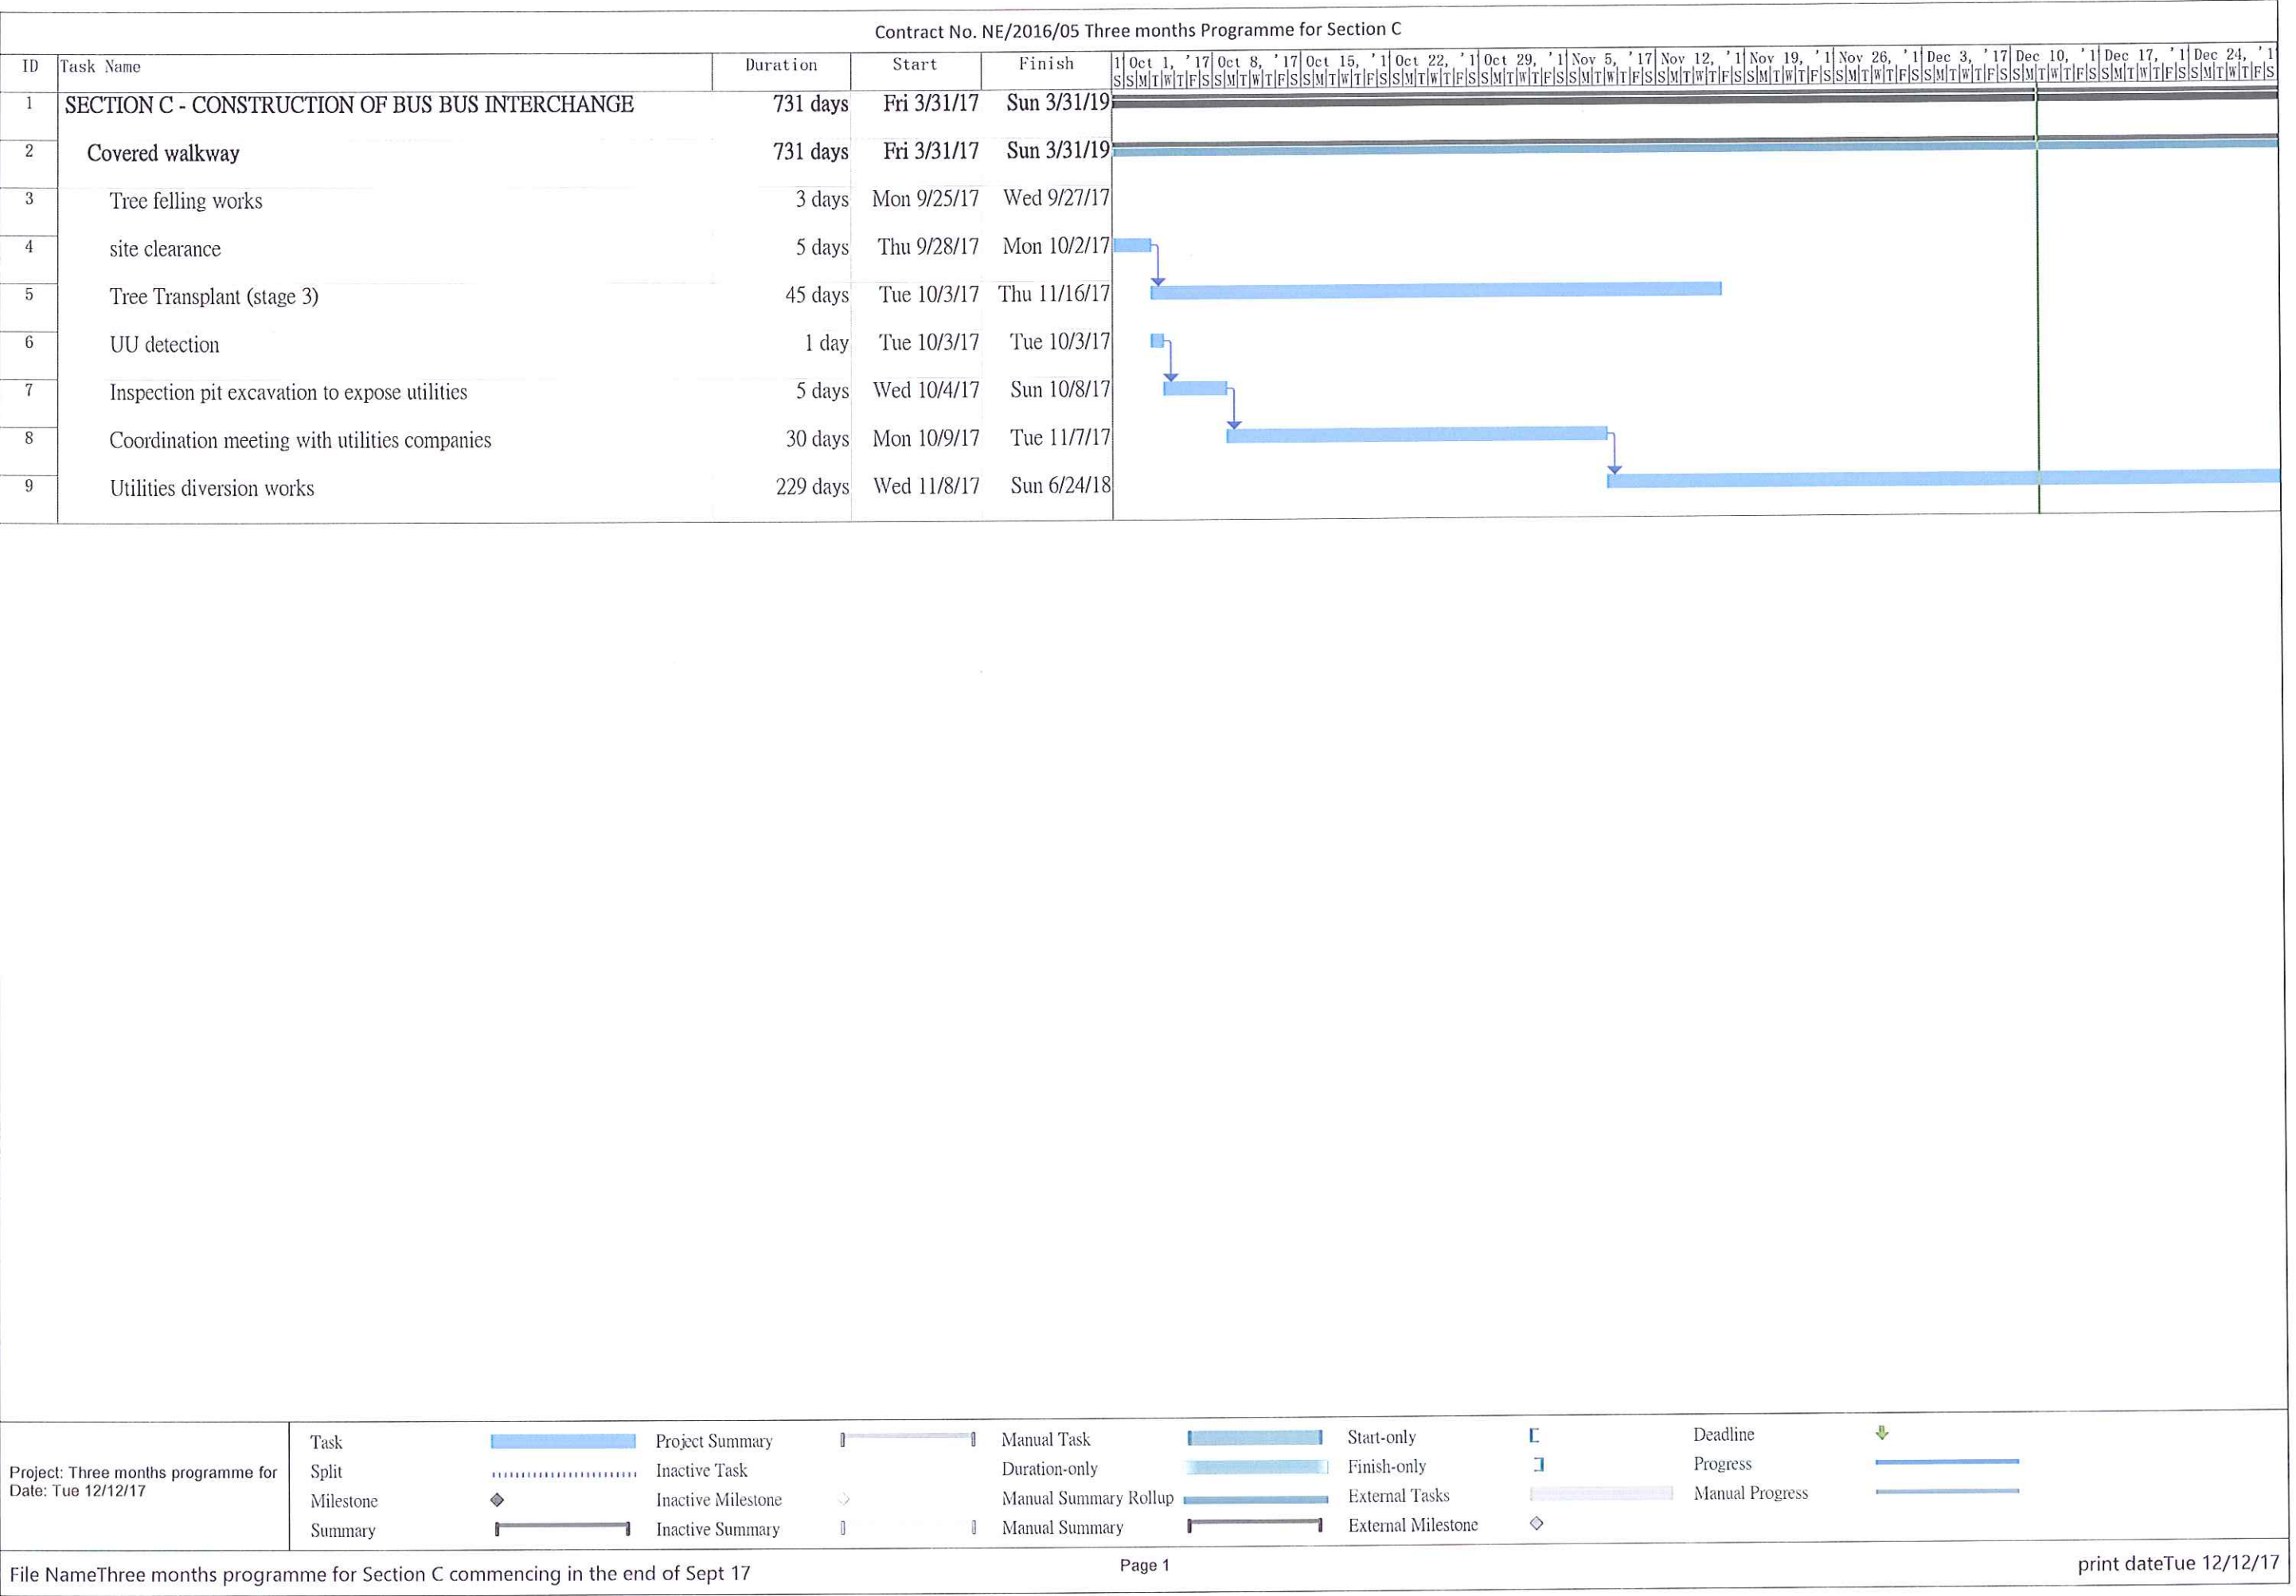 Contract No. NE/2016/05 Three months Programme for Section C
ID Task Name Duration Start Finish 1 Oct 1, '17 Oct 8, '17 Oct 15, '1 Oct 22, '1 Oct 29, '1 Nov 5, '17 Nov 12, '1 Nov 19, '1 Nov 26, '1 Dec 3, '17 Dec 10, '1 Dec 17, '1 Dec 24, '1
S S M T W T F S S M T W T F S S M T W T F S S M T W T F S S M T W T F S S M T W T F S S M T W T F S S M T W T F S S M T W T F S S M T W T F S S M T W T F S S M T W T F S S M T W T F S
1 SECTION C - CONSTRUCTION OF BUS BUS INTERCHANGE 731 days Fri 3/31/17 Sun 3/31/19
2 Covered walkway 731 days Fri 3/31/17 Sun 3/31/19
3 Tree felling works 3 days Mon 9/25/17 Wed 9/27/17
4 site clearance 5 days Thu 9/28/17 Mon 10/2/17
5 Tree Transplant (stage 3) 45 days Tue 10/3/17 Thu 11/16/17
6 UU detection 1 day Tue 10/3/17 Tue 10/3/17
7 Inspection pit excavation to expose utilities 5 days Wed 10/4/17 Sun 10/8/17
8 Coordination meeting with utilities companies 30 days Mon 10/9/17 Tue 11/7/17
9 Utilities diversion works 229 days Wed 11/8/17 Sun 6/24/18
Project: Three months programme for
Date: Tue 12/12/17
Task Project Summary Manual Task Start-only Deadline
Split Inactive Task Duration-only Finish-only Progress
Milestone Inactive Milestone Manual Summary Rollup External Tasks Manual Progress
Summary Inactive Summary Manual Summary External Milestone
File NameThree months programme for Section C commencing in the end of Sept 17 Page 1 print dateTue 12/12/17